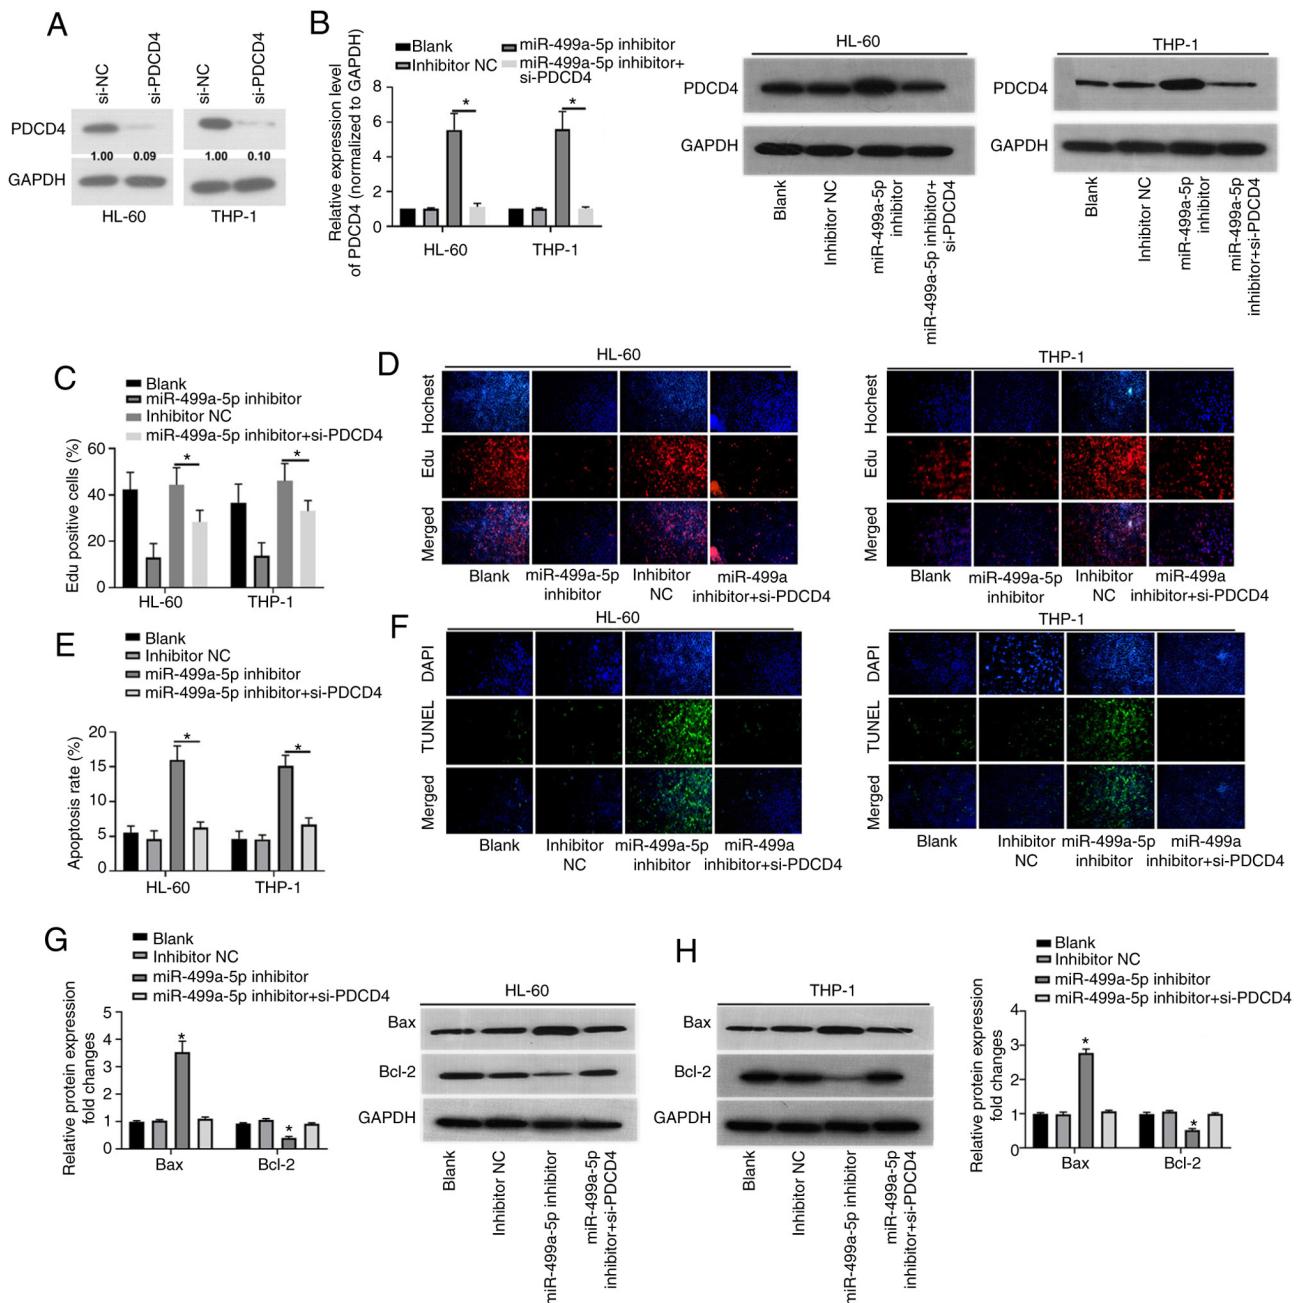 A
si-NC
si-PDCD4
si-NC
si-PDCD4
PDCD4
1.00 0.09 1.00 0.10
GAPDH
HL-60 THP-1
B
Blank
Inhibitor NC
miR-499a-5p inhibitor
miR-499a-5p inhibitor+
si-PDCD4
Relative expression level
of PDCD4 (normalized to GAPDH)
8
6
4
2
0
* *
HL-60 THP-1
HL-60
PDCD4
GAPDH
Blank
Inhibitor NC
miR-499a-5p
inhibitor
miR-499a-5p inhibitor+
si-PDCD4
THP-1
PDCD4
GAPDH
Blank
Inhibitor NC
miR-499a-5p
inhibitor
miR-499a-5p
inhibitor+si-PDCD4
C
Blank
miR-499a-5p inhibitor
Inhibitor NC
miR-499a-5p inhibitor+si-PDCD4
Edu positive cells (%)
60
40
20
0
* *
HL-60 THP-1
D
HL-60
Hochest
Edu
Merged
Blank
miR-499a-5p
inhibitor
Inhibitor
NC
miR-499a
inhibitor+si-PDCD4
THP-1
Hochest
Edu
Merged
Blank
miR-499a-5p
inhibitor
Inhibitor
NC
miR-499a
inhibitor+si-PDCD4
E
Blank
Inhibitor NC
miR-499a-5p inhibitor
miR-499a-5p inhibitor+si-PDCD4
Apoptosis rate (%)
20
15
10
5
0
* *
HL-60 THP-1
F
HL-60
DAPI
TUNEL
Merged
Blank
Inhibitor
NC
miR-499a-5p
inhibitor
miR-499a
inhibitor+si-PDCD4
THP-1
DAPI
TUNEL
Merged
Blank
Inhibitor
NC
miR-499a-5p
inhibitor
miR-499a
inhibitor+si-PDCD4
G
Blank
Inhibitor NC
miR-499a-5p inhibitor
miR-499a-5p inhibitor+si-PDCD4
Relative protein expression
fold changes
5
4
3
2
1
0
* *
Bax Bcl-2
HL-60
Bax
Bcl-2
GAPDH
Blank
Inhibitor NC
miR-499a-5p inhibitor
miR-499a-5p
inhibitor+si-PDCD4
H
THP-1
Bax
Bcl-2
GAPDH
Blank
Inhibitor NC
miR-499a-5p inhibitor
miR-499a-5p
inhibitor+si-PDCD4
Blank
Inhibitor NC
miR-499a-5p inhibitor
miR-499a-5p inhibitor+si-PDCD4
Relative protein expression
fold changes
4
3
2
1
0
* *
Bax Bcl-2